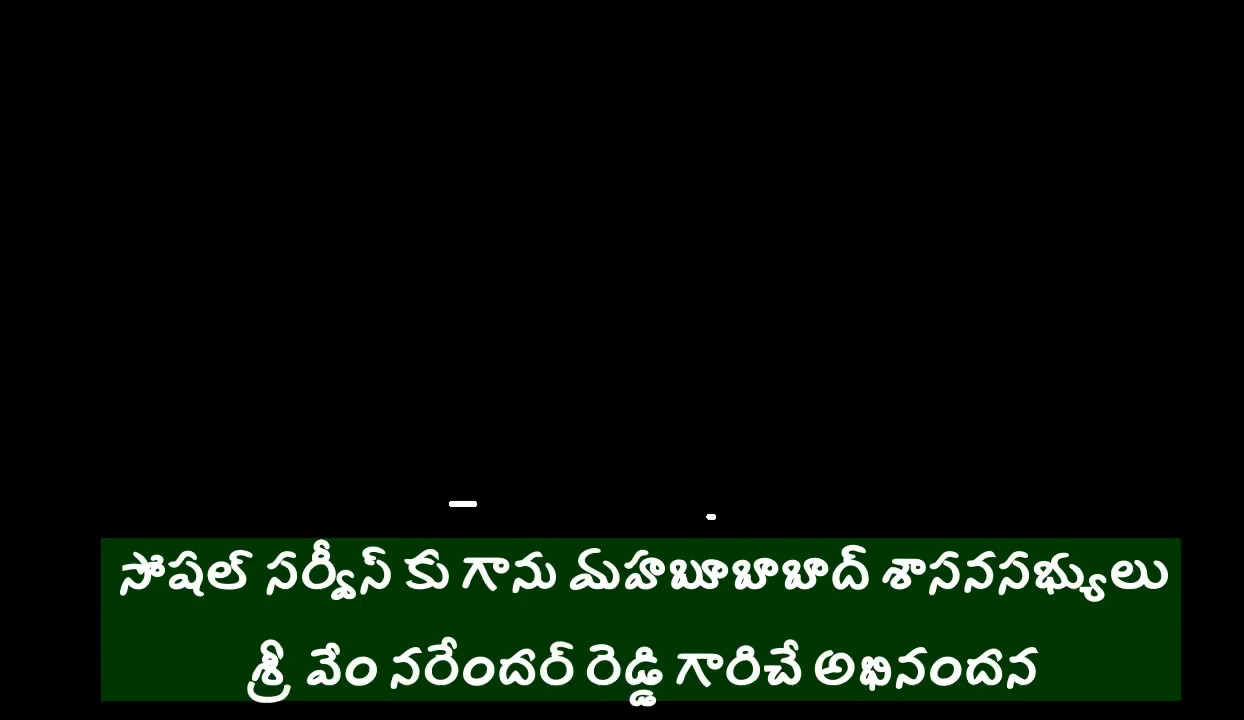 సోషల్ సర్వీస్ కు గాను మహబూబాబాద్ శాసనసభ్యులు
శ్రీ వేం నరేందర్ రెడ్డి గారిచే అభినందన